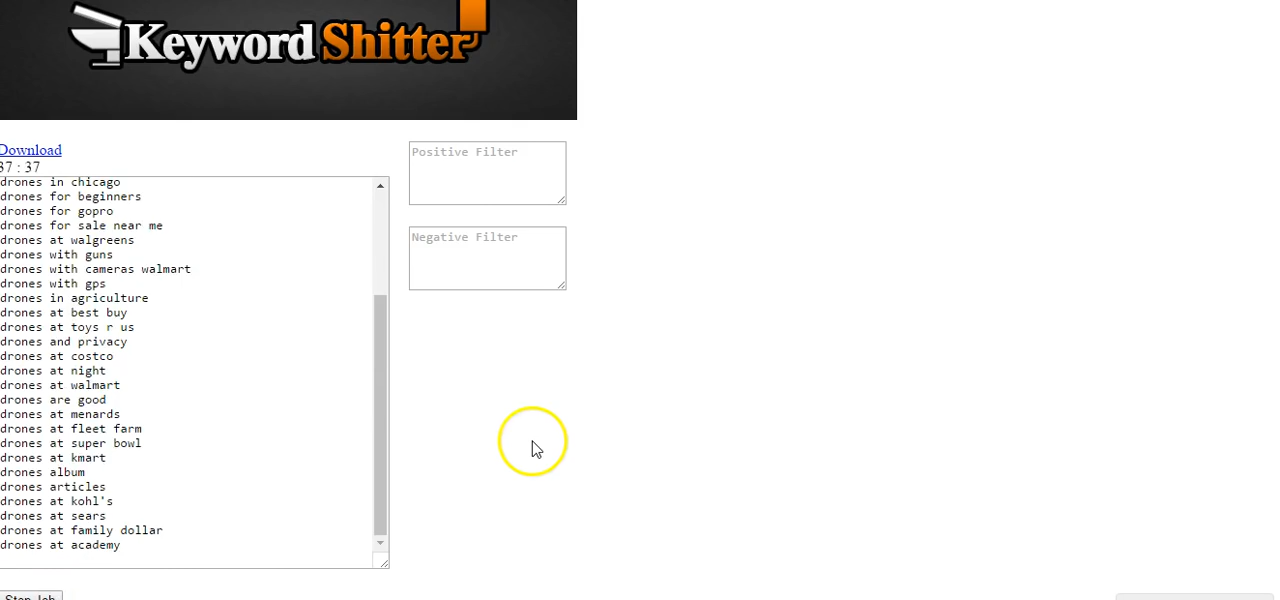 Keyword Shitter
Download
37 : 37
drones in chicago
drones for beginners
drones for gopro
drones for sale near me
drones at walgreens
drones with guns
drones with cameras walmart
drones with gps
drones in agriculture
drones at best buy
drones at toys r us
drones and privacy
drones at costco
drones at night
drones at walmart
drones are good
drones at menards
drones at fleet farm
drones at super bowl
drones at kmart
drones album
drones articles
drones at kohl's
drones at sears
drones at family dollar
drones at academy
Positive Filter
Negative Filter
Stop Job